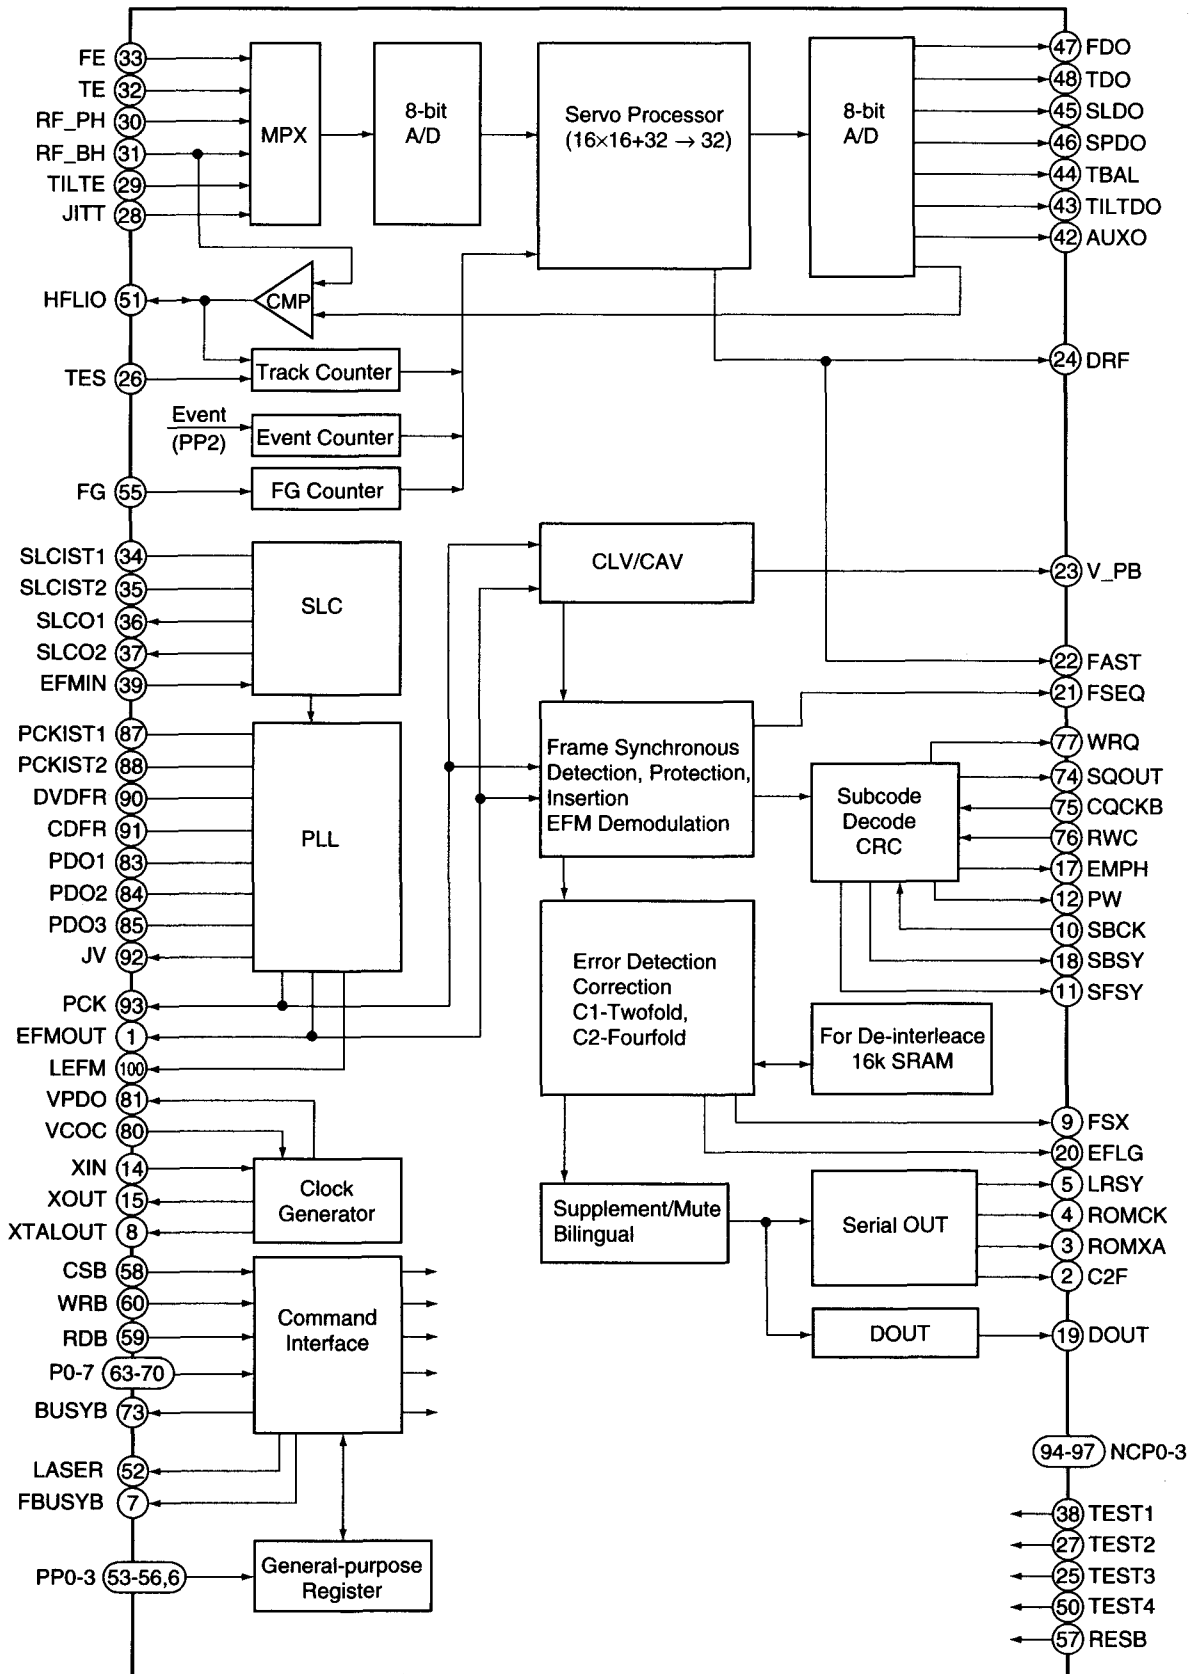 FE 33
TE 32
RF_PH 30
RF_BH 31
TILTE 29
JITT 28
MPX
8-bit
A/D
Servo Processor
(16×16+32 → 32)
8-bit
A/D
47 FDO
48 TDO
45 SLDO
46 SPDO
44 TBAL
43 TILTDO
42 AUXO
HFLIO 51
CMP
TES 26
Track Counter
24 DRF
Event
(PP2)
Event Counter
FG 55
FG Counter
SLCIST1 34
SLCIST2 35
SLCO1 36
SLCO2 37
EFMIN 39
SLC
CLV/CAV
23 V_PB
22 FAST
21 FSEQ
PCKIST1 87
PCKIST2 88
DVDFR 90
CDFR 91
PDO1 83
PDO2 84
PDO3 85
JV 92
PLL
Frame Synchronous
Detection, Protection,
Insertion
EFM Demodulation
Subcode
Decode
CRC
77 WRQ
74 SQOUT
75 CQCKB
76 RWC
17 EMPH
12 PW
10 SBCK
18 SBSY
11 SFSY
PCK 93
EFMOUT 1
LEFM 100
Error Detection
Correction
C1-Twofold,
C2-Fourfold
For De-interleace
16k SRAM
VPDO 81
VCOC 80
XIN 14
XOUT 15
XTALOUT 8
Clock
Generator
9 FSX
20 EFLG
Supplement/Mute
Bilingual
Serial OUT
5 LRSY
4 ROMCK
3 ROMXA
2 C2F
DOUT
19 DOUT
CSB 58
WRB 60
RDB 59
P0-7 63-70
BUSYB 73
Command
Interface
LASER 52
FBUSYB 7
94-97 NCP0-3
PP0-3 53-56,6
General-purpose
Register
38 TEST1
27 TEST2
25 TEST3
50 TEST4
57 RESB